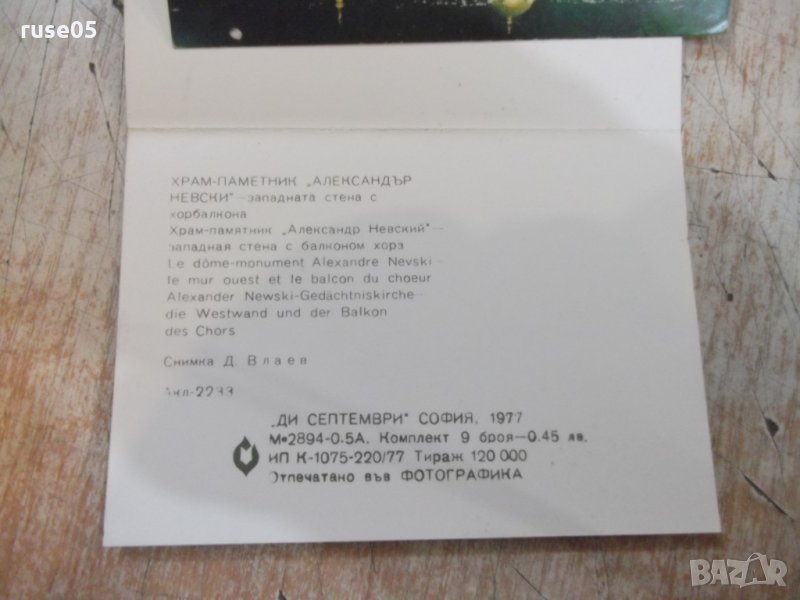 ruse05
ХРАМ-ПАМЕТНИК „АЛЕКСАНДЪР
НЕВСКИ" – западната стена с
хорбалкона
Храм-памятник „Александр Невский" –
западная стена с балконом хора
Le dôme-monument Alexandre Nevski –
le mur ouest et le balcon du choeur
Alexander Newski-Gedächtniskirche –
die Westwand und der Balkon
des Chors
Снимка Д. Влаев
Акл-2233
„ДИ СЕПТЕМВРИ" СОФИЯ, 1977
М-2894-0.5А. Комплект 9 броя–0.45 лв.
ИП К-1075-220/77 Тираж 120 000
Отпечатано във ФОТОГРАФИКА
BAZAR